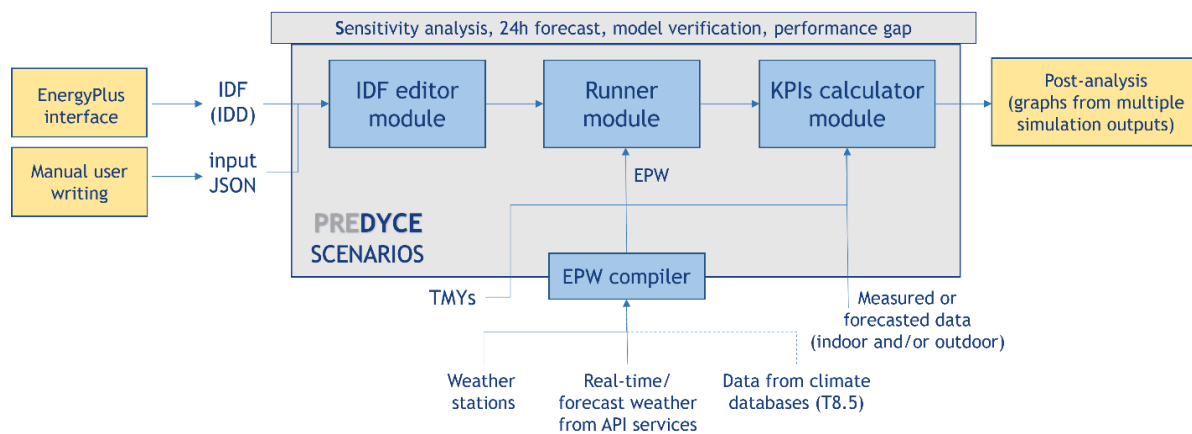 Sensitivity analysis, 24h forecast, model verification, performance gap
EnergyPlus
interface
IDF
(IDD)
IDF editor
module
Runner
module
KPIs calculator
module
Post-analysis
(graphs from multiple
simulation outputs)
Manual user
writing
input
JSON
EPW
PREDYCE
SCENARIOS
EPW compiler
TMYs
Measured or
forecasted data
(indoor and/or outdoor)
Weather
stations
Real-time/
forecast weather
from API services
Data from climate
databases (T8.5)